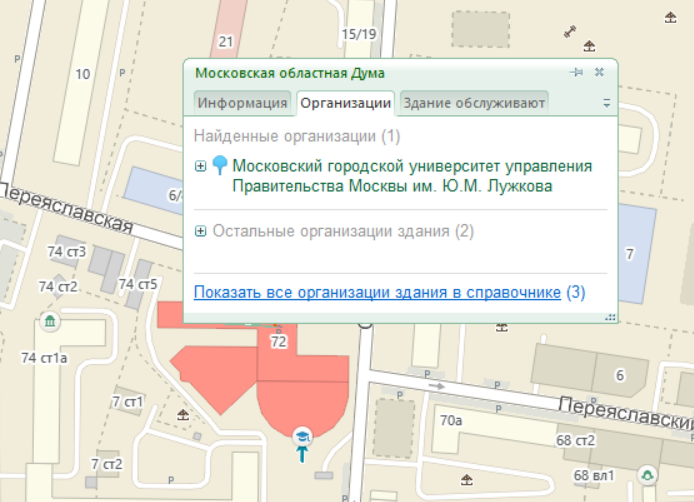 21
15/19
P
10
P
Московская областная Дума
Информация
Организации
Здание обслуживают
Найденные организации (1)
Московский городской университет управления
Правительства Москвы им. Ю.М. Лужкова
Остальные организации здания (2)
Показать все организации здания в справочнике (3)
Переяславская
7
74 ст3
74 ст2
74 ст5
74 ст1а
72
P
6
P
P
Переяславский
7 ст1
70а
68 ст2
7 ст2
68 вл1
P
P